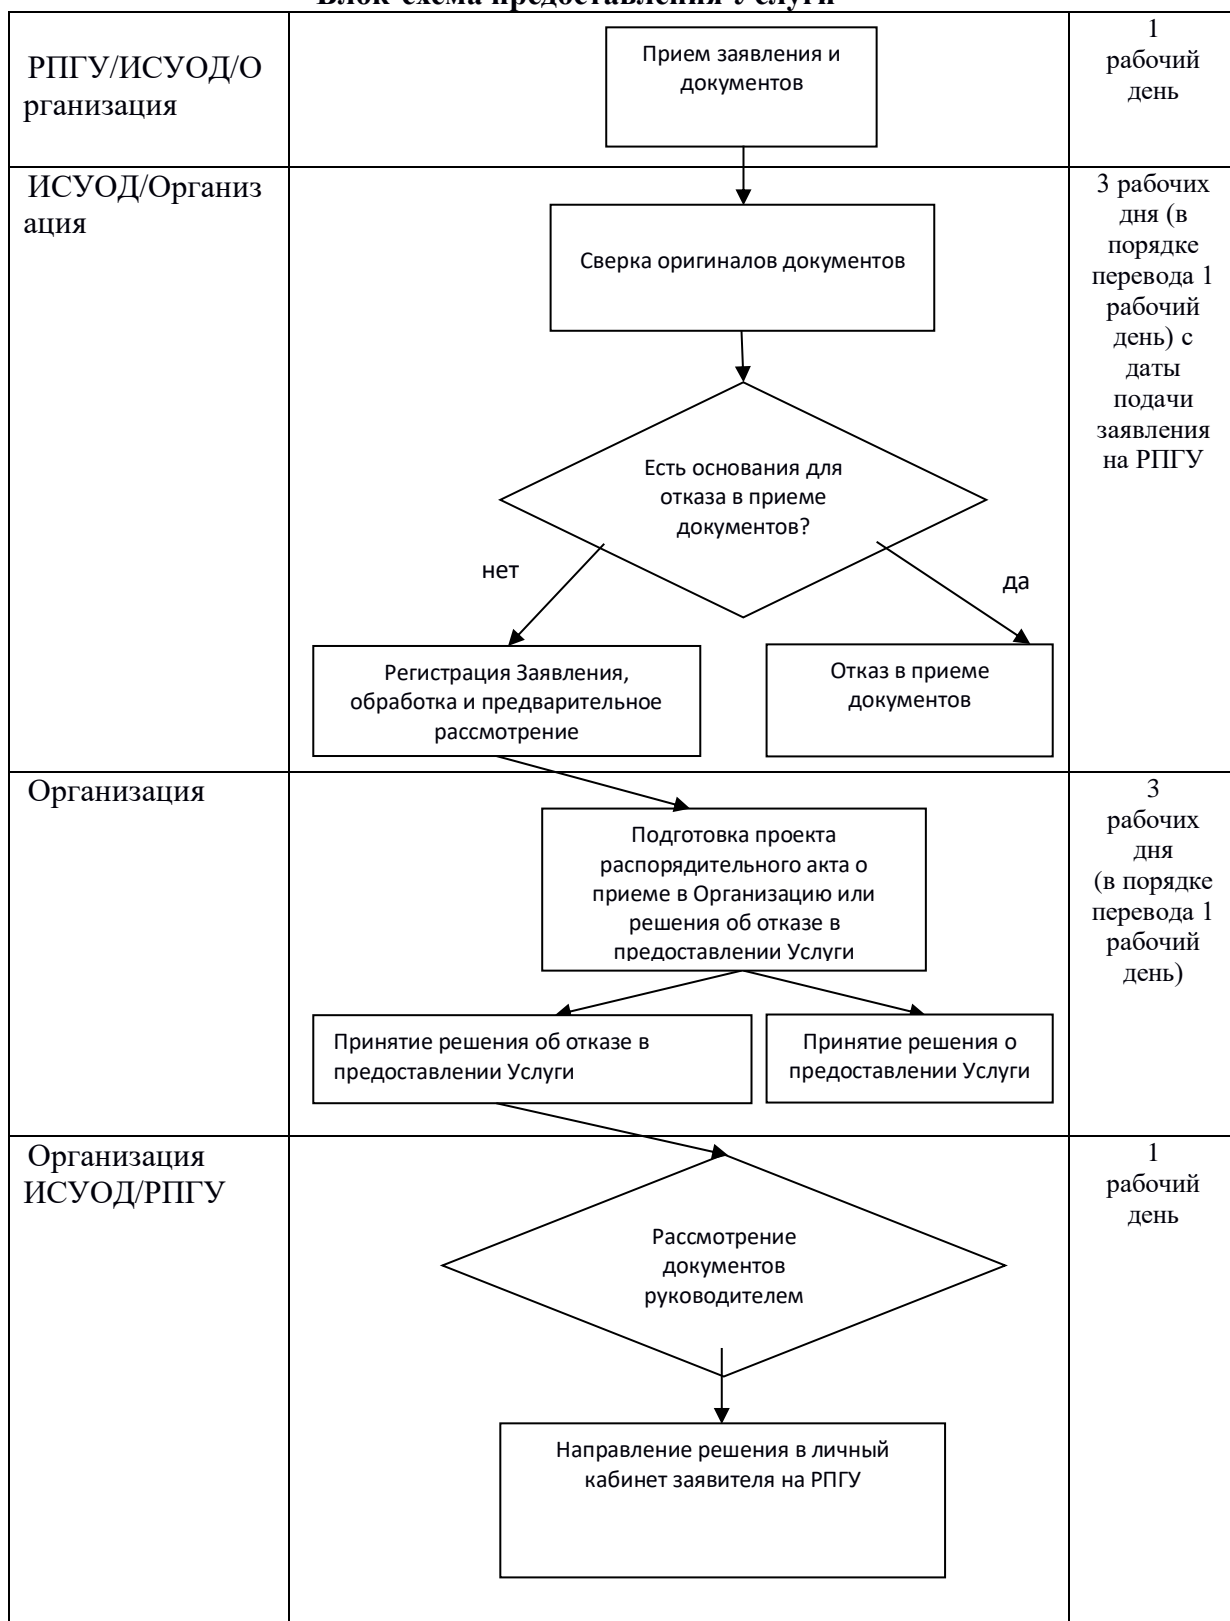 Блок-схема предоставления Услуги
РПГУ/ИСУОД/О
рганизация
Прием заявления и
документов
1
рабочий
день
ИСУОД/Организ
ация
Сверка оригиналов документов
Есть основания для
отказа в приеме
документов?
нет
да
Регистрация Заявления,
обработка и предварительное
рассмотрение
Отказ в приеме
документов
3 рабочих
дня (в
порядке
перевода 1
рабочий
день) с
даты
подачи
заявления
на РПГУ
Организация
Подготовка проекта
распорядительного акта о
приеме в Организацию или
решения об отказе в
предоставлении Услуги
Принятие решения об отказе в
предоставлении Услуги
Принятие решения о
предоставлении Услуги
3
рабочих
дня
(в порядке
перевода 1
рабочий
день)
Организация
ИСУОД/РПГУ
Рассмотрение
документов
руководителем
Направление решения в личный
кабинет заявителя на РПГУ
1
рабочий
день